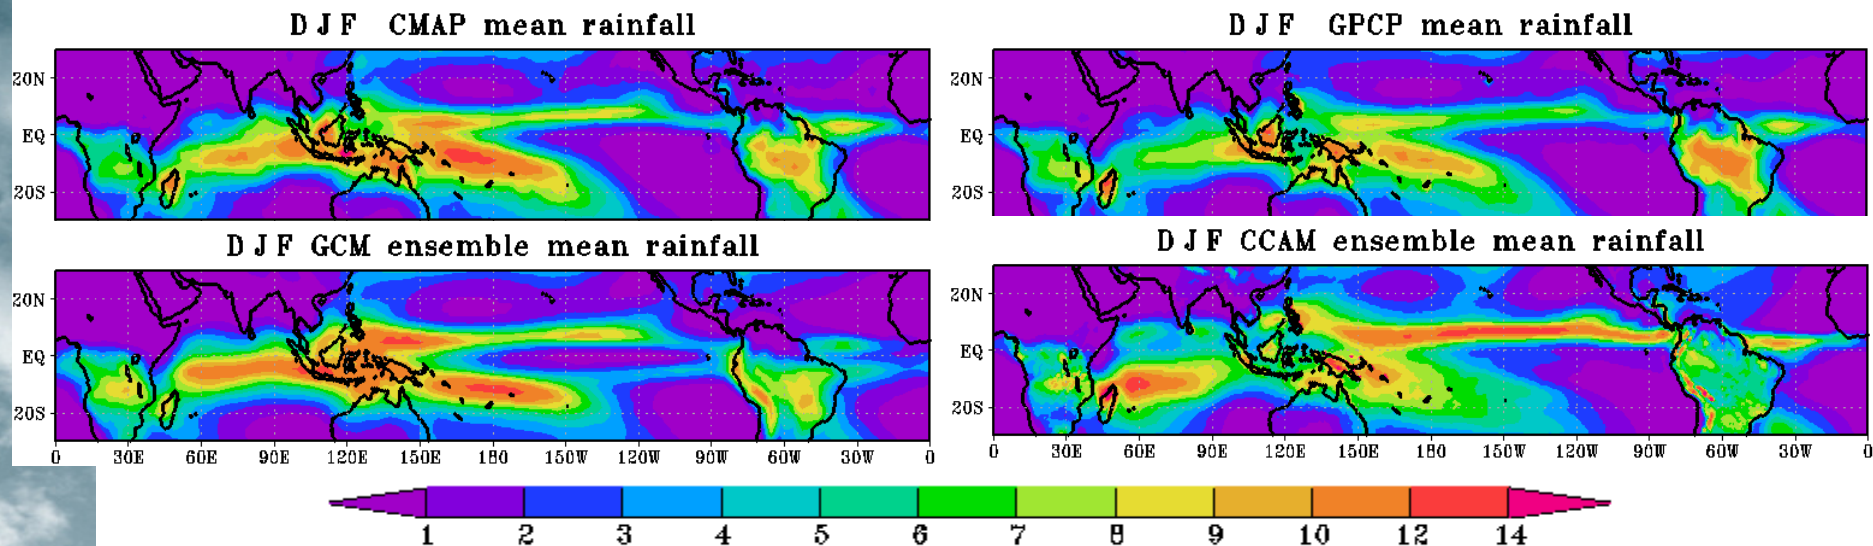 D J F CMAP mean rainfall
20N
EQ
20S
D J F GPCP mean rainfall
20N
EQ
20S
D J F GCM ensemble mean rainfall
20N
EQ
20S
0 30E 60E 90E 120E 150E 180 150W 120W 90W 60W 30W 0
D J F CCAM ensemble mean rainfall
20N
EQ
20S
0 30E 60E 90E 120E 150E 180 150W 120W 90W 60W 30W 0
1 2 3 4 5 6 7 8 9 10 12 14